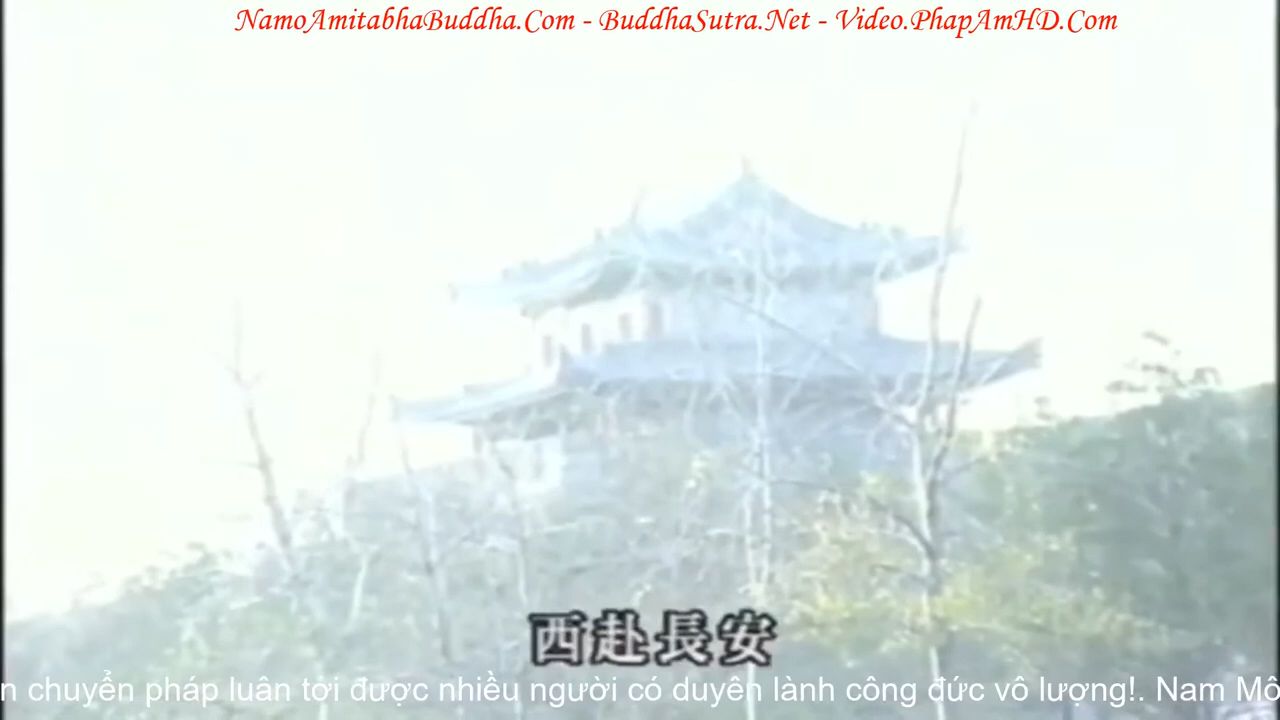 NamoAmitabhaBuddha.Com - BuddhaSutra.Net - Video.PhapAmHD.Com
西赴長安
n chuyển pháp luân tới được nhiều người có duyên lành công đức vô lượng!. Nam Mô